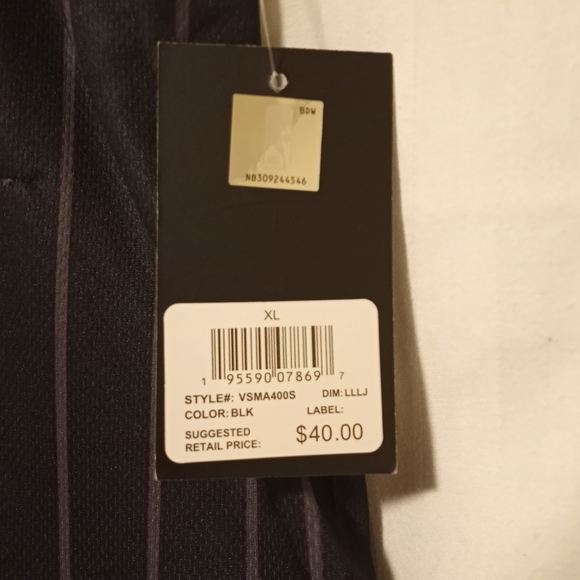 BDW
NB309244546
XL
1 95590 07869 7
STYLE#: VSMA400S DIM: LLLJ
COLOR: BLK LABEL:
SUGGESTED
RETAIL PRICE: $40.00